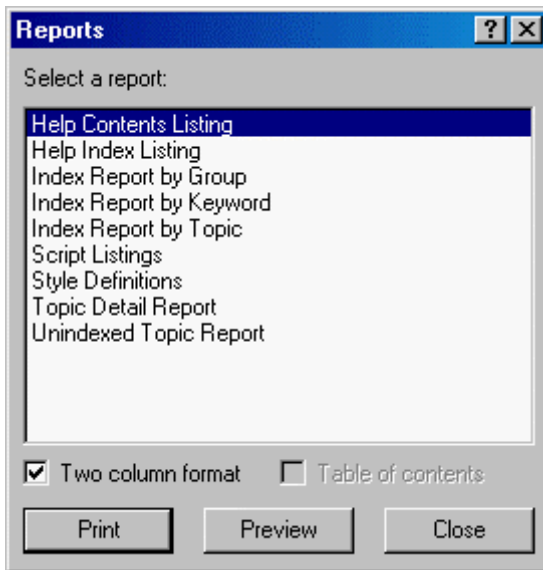 Reports
Select a report:
Help Contents Listing
Help Index Listing
Index Report by Group
Index Report by Keyword
Index Report by Topic
Script Listings
Style Definitions
Topic Detail Report
Unindexed Topic Report
Two column format Table of contents
Print Preview Close